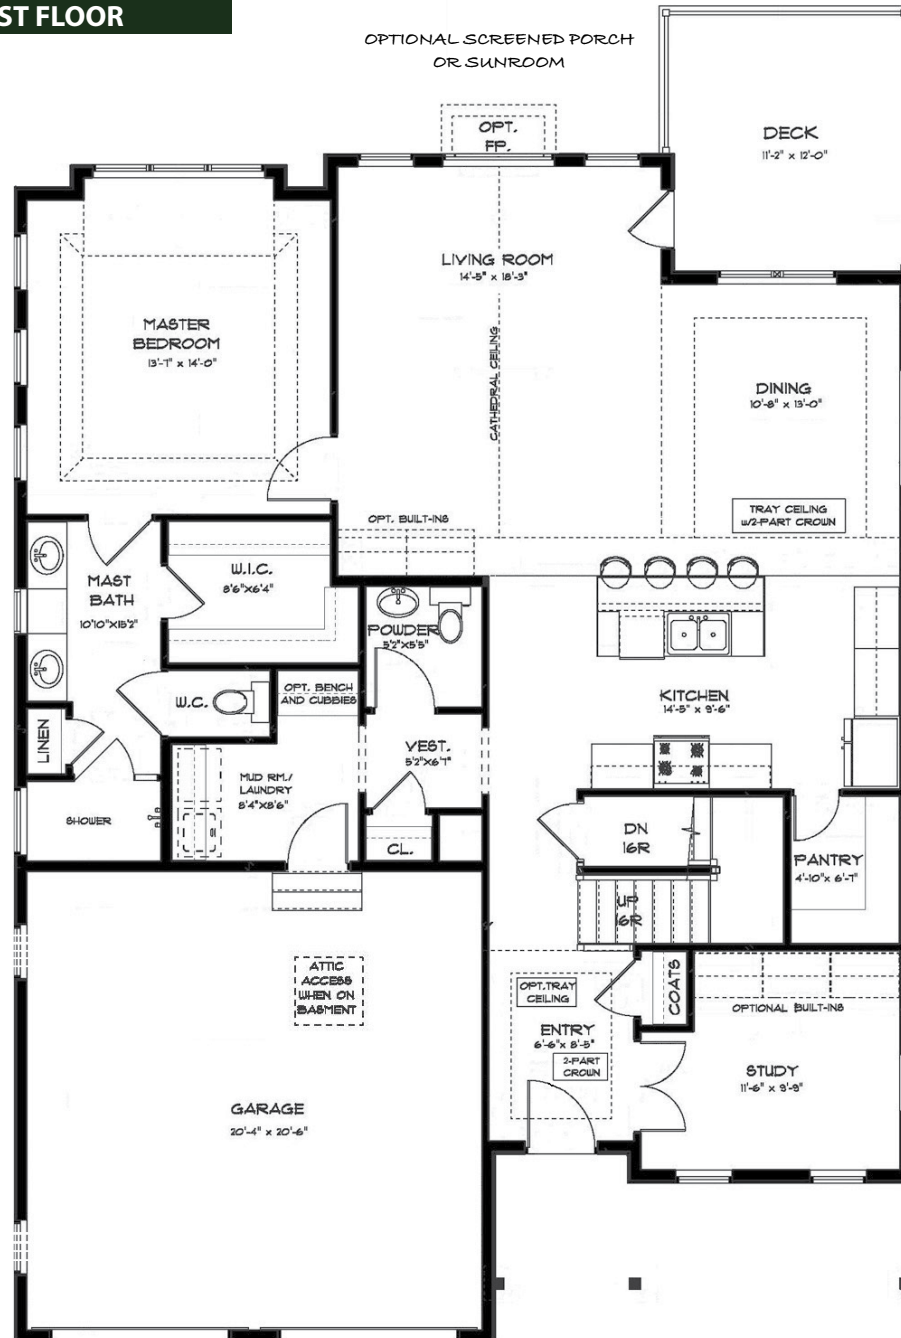 ST FLOOR
OPTIONAL SCREENED PORCH
OR SUNROOM
OPT.
FP.
DECK
11'-2" x 12'-0"
LIVING ROOM
14'-5" x 18'-3"
MASTER
BEDROOM
13'-7" x 14'-0"
CATHEDRAL CEILING
DINING
10'-8" x 13'-0"
TRAY CEILING
W/2-PART CROWN
OPT. BUILT-INS
W.I.C.
8'6"x6'4"
MAST
BATH
10'10"x15'2"
POWDER
5'2"x5'5"
KITCHEN
14'-5" x 9'-6"
W.C.
OPT. BENCH
AND CUBBIES
LINEN
VEST.
5'2"x6'7"
MUD RM./
LAUNDRY
8'4"x8'6"
SHOWER
CL.
DN
16R
PANTRY
4'-10" x 6'-7"
UP
16R
ATTIC
ACCESS
WHEN ON
BASMENT
OPT.TRAY
CEILING
COATS
OPTIONAL BUILT-INS
ENTRY
6'-6" x 8'-5"
2-PART
CROWN
STUDY
11'-6" x 9'-9"
GARAGE
20'-4" x 20'-6"